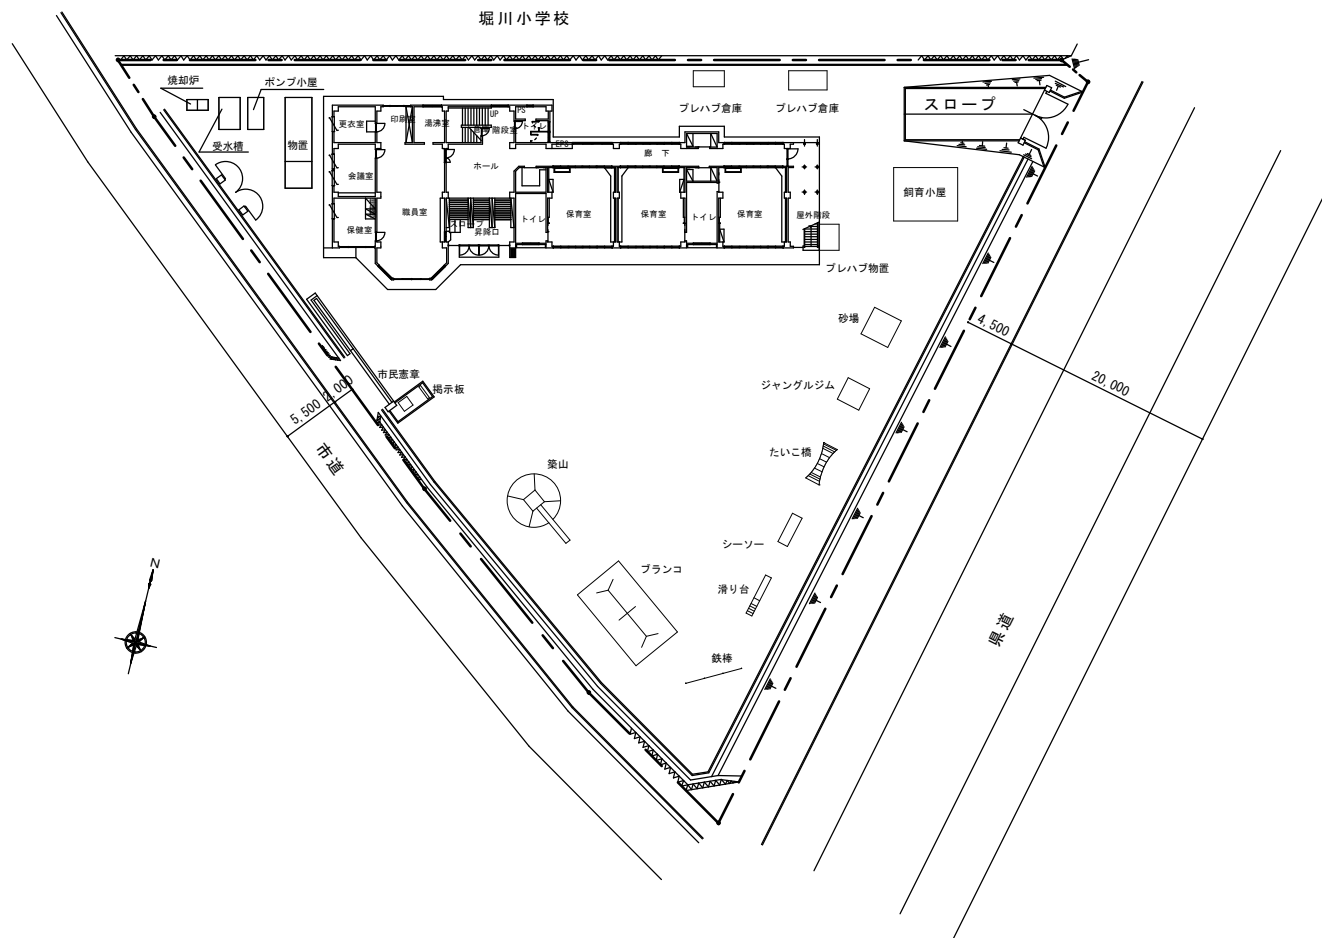 堀川小学校
焼却炉
ポンプ小屋
受水槽
物置
プレハブ倉庫
プレハブ倉庫
スロープ
飼育小屋
更衣室
湯沸室
UP
PS
トイレ
会議室
ホール
EPS
廊下
職員室
保健室
昇降口
トイレ
保育室
保育室
トイレ
保育室
屋外階段
プレハブ物置
砂場
ジャングルジム
たいこ橋
シーソー
滑り台
鉄棒
ブランコ
築山
市民憲章
掲示板
5,500
2,000
市道
4,500
20,000
県道
N